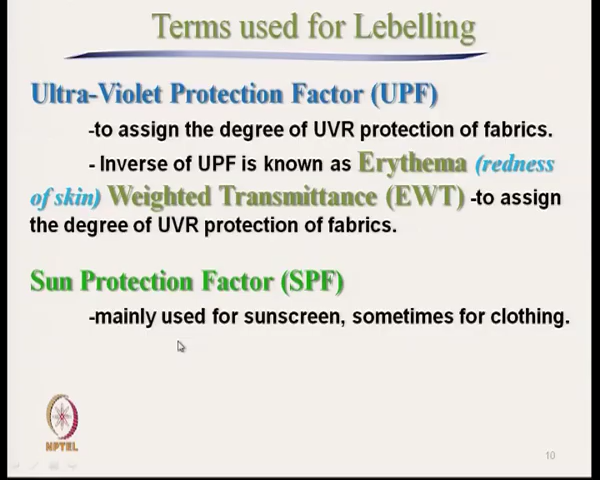 Terms used for Lebelling
Ultra-Violet Protection Factor (UPF)
-to assign the degree of UVR protection of fabrics.
- Inverse of UPF is known as Erythema (redness
of skin) Weighted Transmittance (EWT) -to assign
the degree of UVR protection of fabrics.
Sun Protection Factor (SPF)
-mainly used for sunscreen, sometimes for clothing.
NPTEL
10